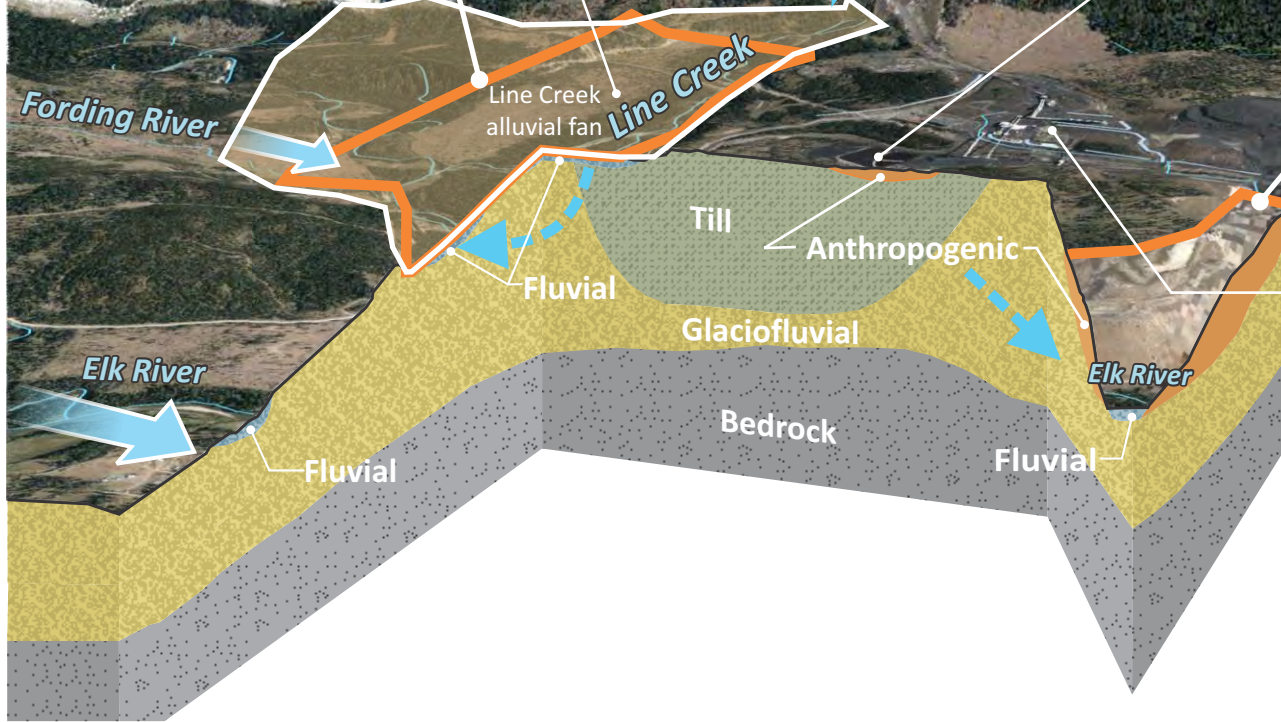 Fording River
Line Creek
alluvial fan
Line Creek
Till
Anthropogenic
Fluvial
Glaciofluvial
Elk River
Elk River
Bedrock
Fluvial
Fluvial